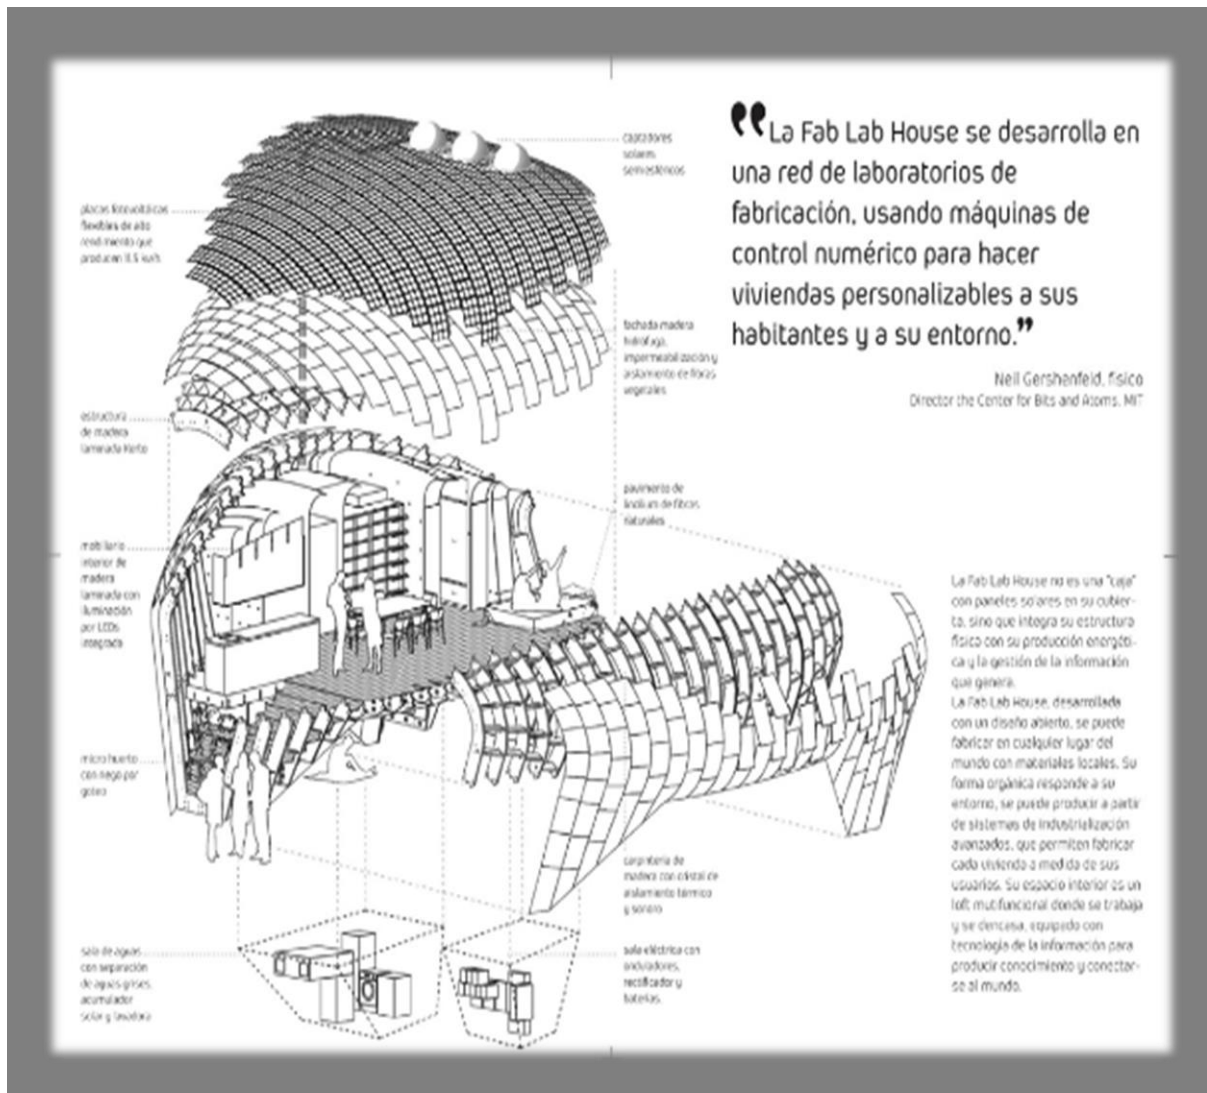 “La Fab Lab House se desarrolla en
una red de laboratorios de
fabricación, usando máquinas de
control numérico para hacer
viviendas personalizables a sus
habitantes y a su entorno.”
Neil Gershenfeld, físico
Director the Center for Bits and Atoms. MIT
captadores
solares
semiesféricos
placas fotovoltáicas
flexibles de alto
rendimiento que
producen
fachada madera
hidrófuga,
impermeabilización y
aislamiento de fibras
vegetales
estructura
de madera
laminada Kerto
pavimento de
linolium de fibras
naturales
mobiliario
interior de
madera
laminada con
iluminación
por LEDs
integrada
La Fab Lab House no es una "caja"
con paneles solares en su cubier-
ta, sino que integra su estructura
física con su producción energéti-
ca y la gestión de la información
que genera.
La Fab Lab House, desarrollada
con un diseño abierto, se puede
fabricar en cualquier lugar del
mundo con materiales locales. Su
forma orgánica responde a su
entorno, se puede producir a partir
de sistemas de industrialización
avanzados, que permiten fabricar
cada vivienda a medida de sus
usuarios. Su espacio interior es un
loft mutifuncional donde se trabaja
y se dencasa, equipado con
tecnología de la información para
producir conocimiento y conectar-
se al mundo.
micro huerto
con riego por
goteo
carpintería de
madera con cristal de
aislamiento térmico
y sonoro
sala de aguas
con separación
de aguas grises,
acumulador
solar y lavadora
sala eléctrica con
onduladores,
rectificador y
baterías.